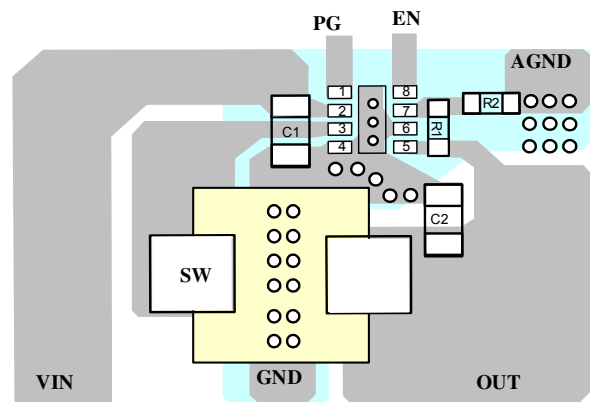 PG EN
AGND
1 8
2 7 R2
C1 3 6 R1
4 5
C2
SW
VIN GND OUT